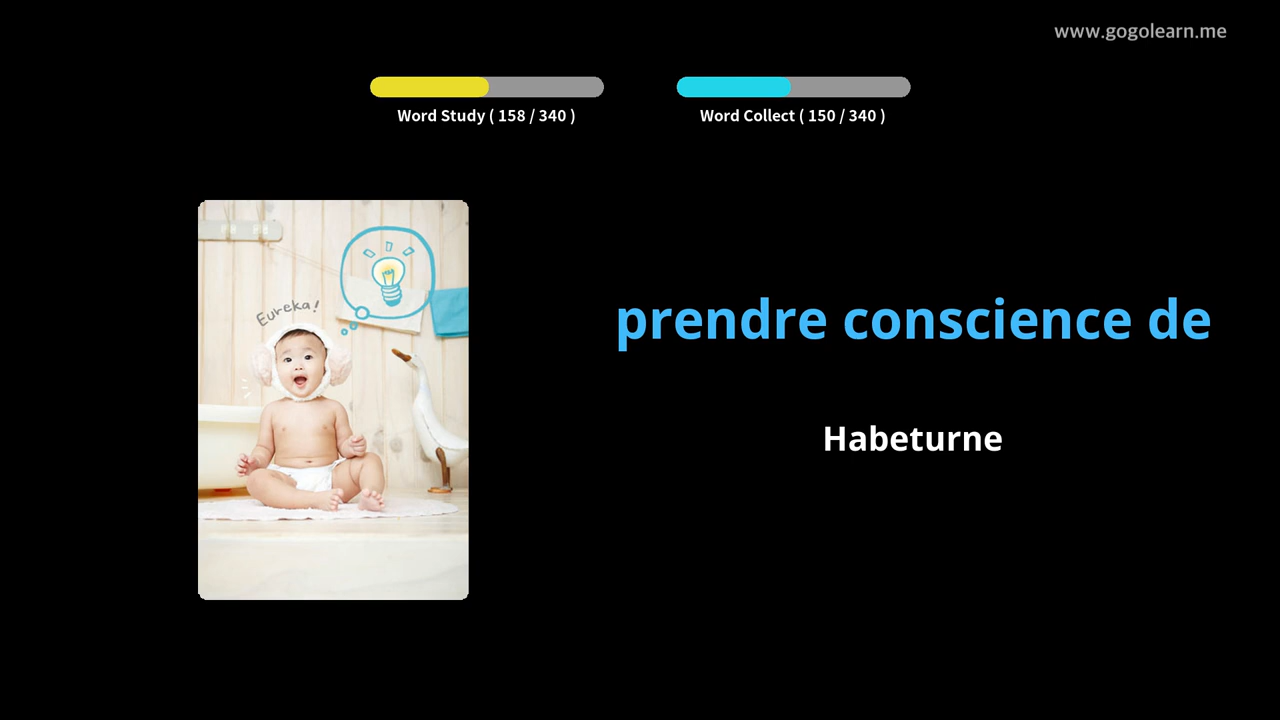 www.gogolearn.me
Word Study ( 158 / 340 )
Word Collect ( 150 / 340 )
Eureka!
prendre conscience de
Habeturne